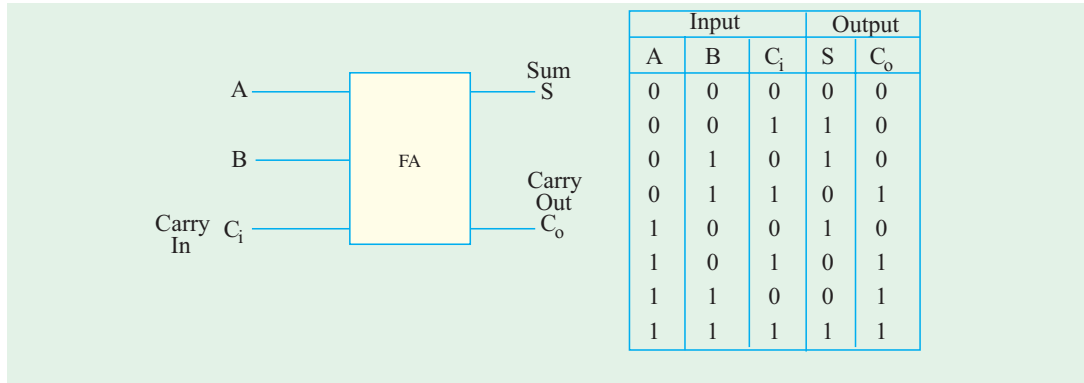 Sum
A S
B FA
Carry
Out
Carry Cᵢ Cₒ
In
Input Output
A B Cᵢ S Cₒ
0 0 0 0 0
0 0 1 1 0
0 1 0 1 0
0 1 1 0 1
1 0 0 1 0
1 0 1 0 1
1 1 0 0 1
1 1 1 1 1